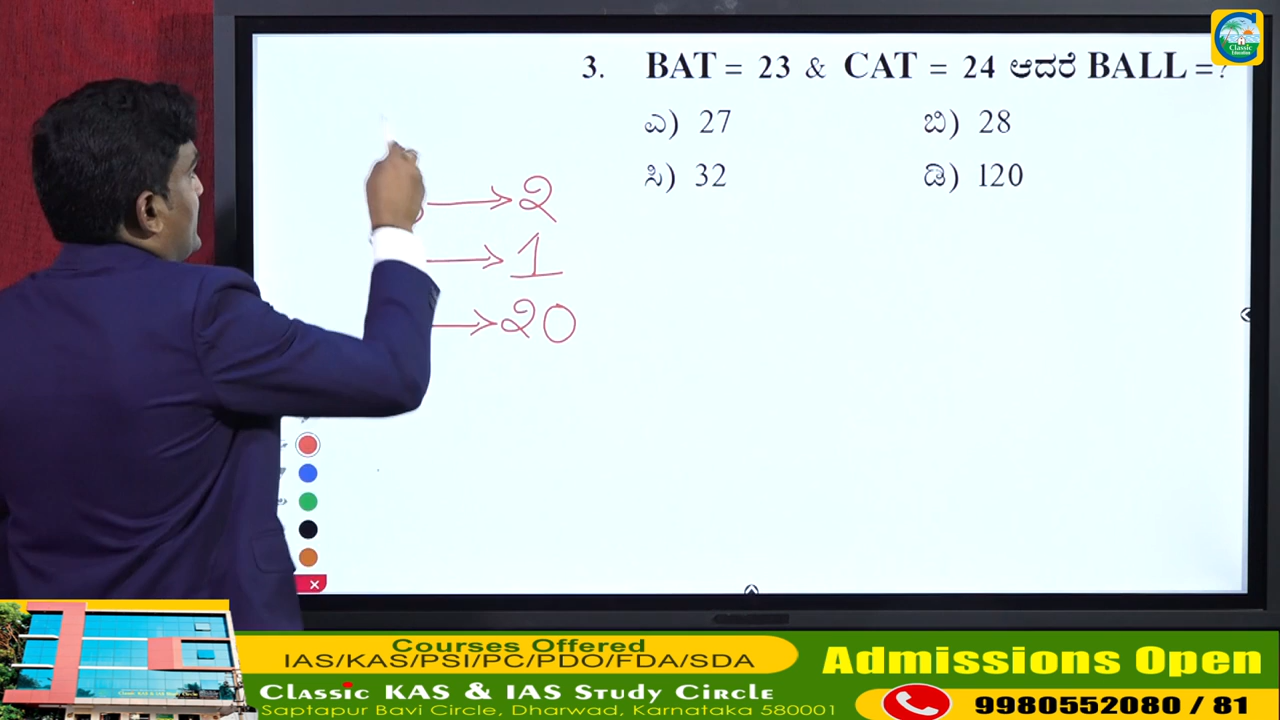 Classic
Education
3. BAT = 23 & CAT = 24 ಆದರೆ BALL =?
ಎ) 27 ಬಿ) 28
ಸಿ) 32 ಡಿ) 120
→ 2
→ 1
→ 20
Courses Offered
IAS/KAS/PSI/PC/PDO/FDA/SDA
Classic KAS & IAS Study Circle
Saptapur Bavi Circle, Dharwad, Karnataka 580001
Admissions Open
9980552080 / 81